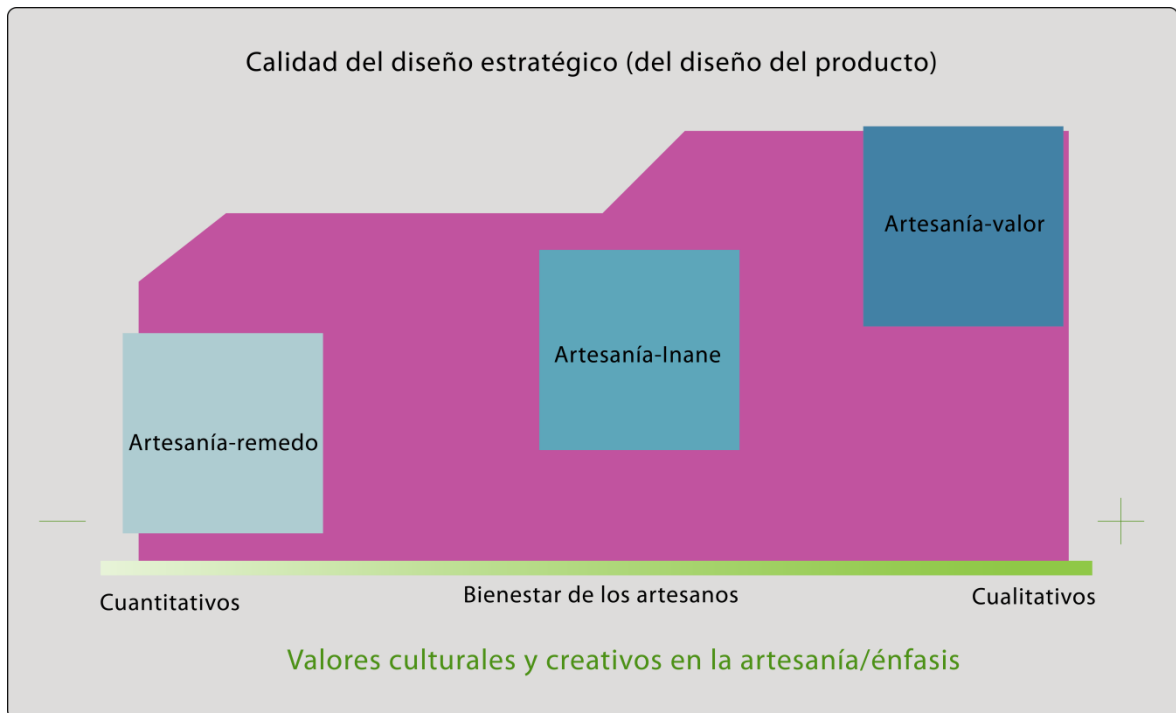 Calidad del diseño estratégico (del diseño del producto)
Artesanía-valor
Artesanía-Inane
Artesanía-remedo
Cuantitativos
Bienestar de los artesanos
Cualitativos
Valores culturales y creativos en la artesanía/énfasis